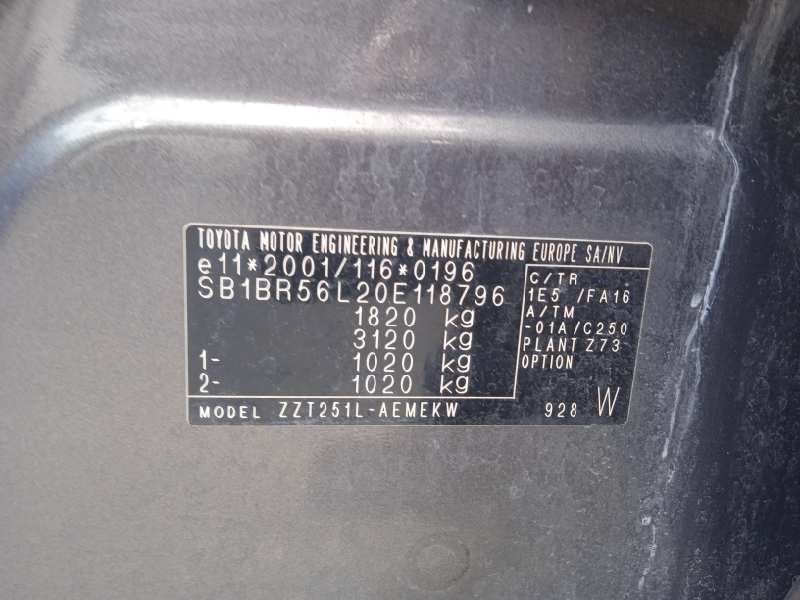 TOYOTA MOTOR ENGINEERING & MANUFACTURING EUROPE SA/NV
e11*2001/116*0196
SB1BR56L20E118796
1820 kg
3120 kg
1- 1020 kg
2- 1020 kg
C/TR
1E5 /FA16
A/TM
-01A/C250
PLANT Z73
OPTION
MODEL ZZT251L-AEMEKW 928 W